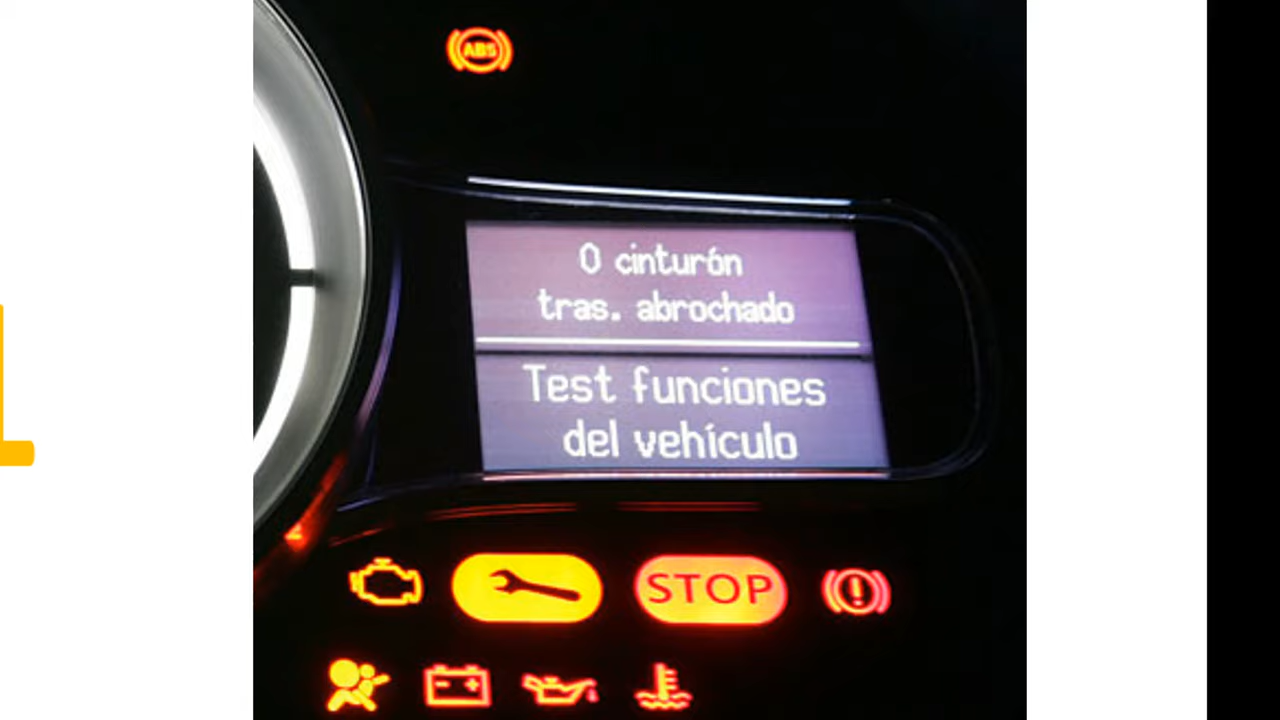 ABS
0 cinturón
tras. abrochado
Test funciones
del vehículo
STOP